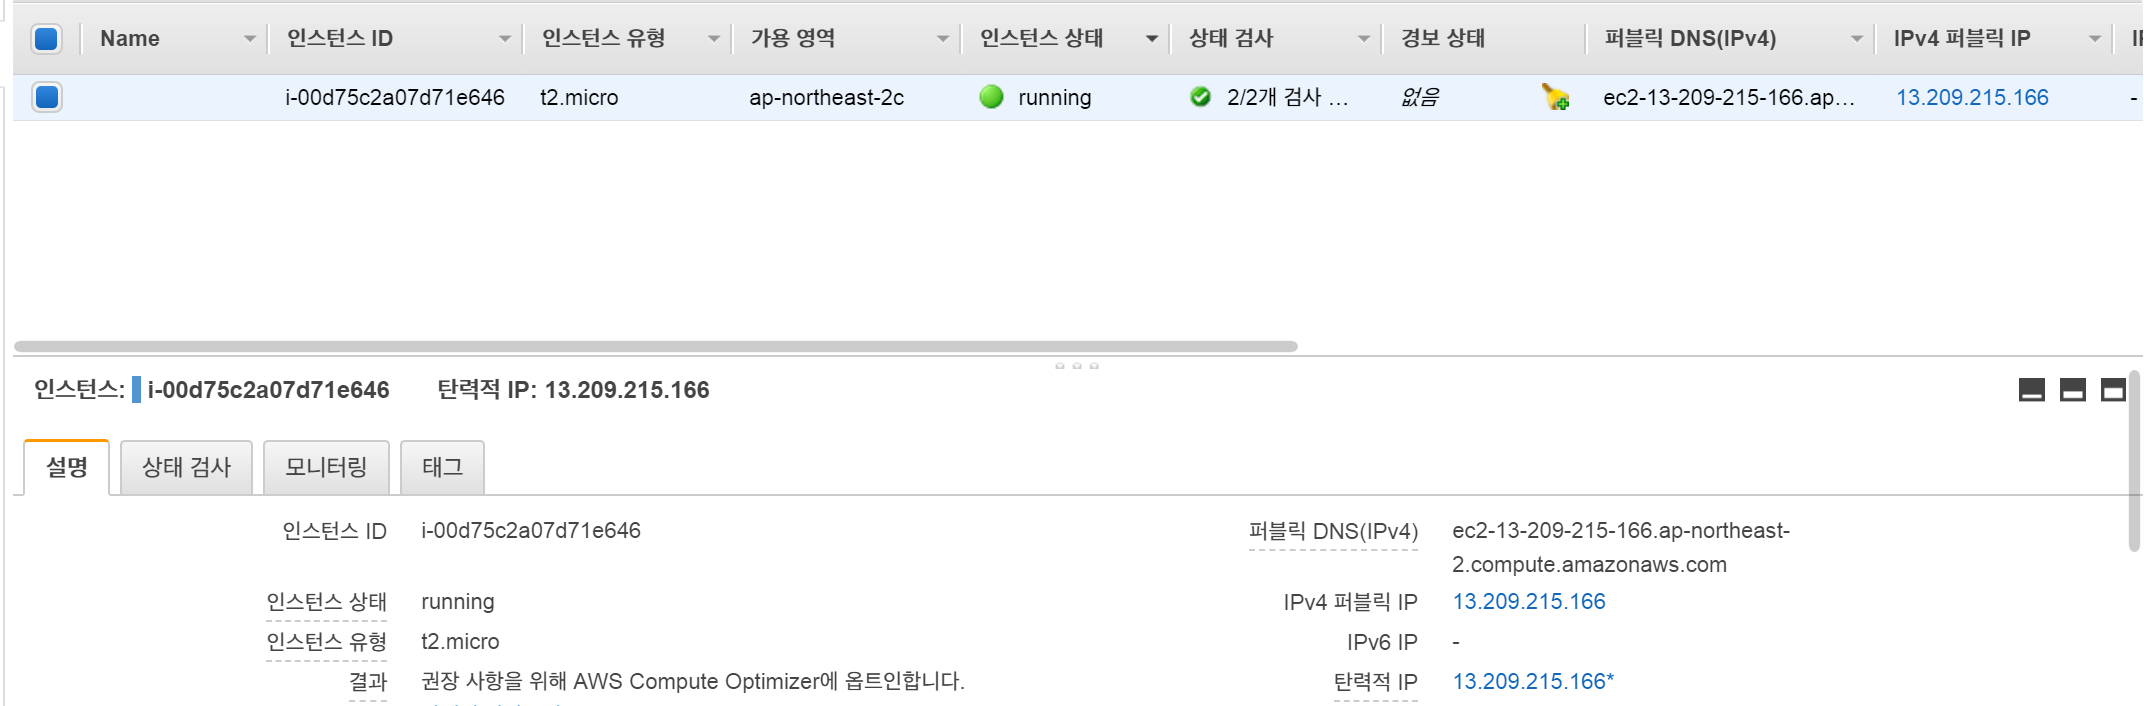 Name 인스턴스 ID 인스턴스 유형 가용 영역 인스턴스 상태 상태 검사 경보 상태 퍼블릭 DNS(IPv4) IPv4 퍼블릭 IP
i-00d75c2a07d71e646 t2.micro ap-northeast-2c running 2/2개 검사 ... 없음 ec2-13-209-215-166.ap... 13.209.215.166 -
인스턴스: i-00d75c2a07d71e646 탄력적 IP: 13.209.215.166
설명 상태 검사 모니터링 태그
인스턴스 ID i-00d75c2a07d71e646 퍼블릭 DNS(IPv4) ec2-13-209-215-166.ap-northeast-
2.compute.amazonaws.com
인스턴스 상태 running IPv4 퍼블릭 IP 13.209.215.166
인스턴스 유형 t2.micro IPv6 IP -
결과 권장 사항을 위해 AWS Compute Optimizer에 옵트인합니다. 탄력적 IP 13.209.215.166*